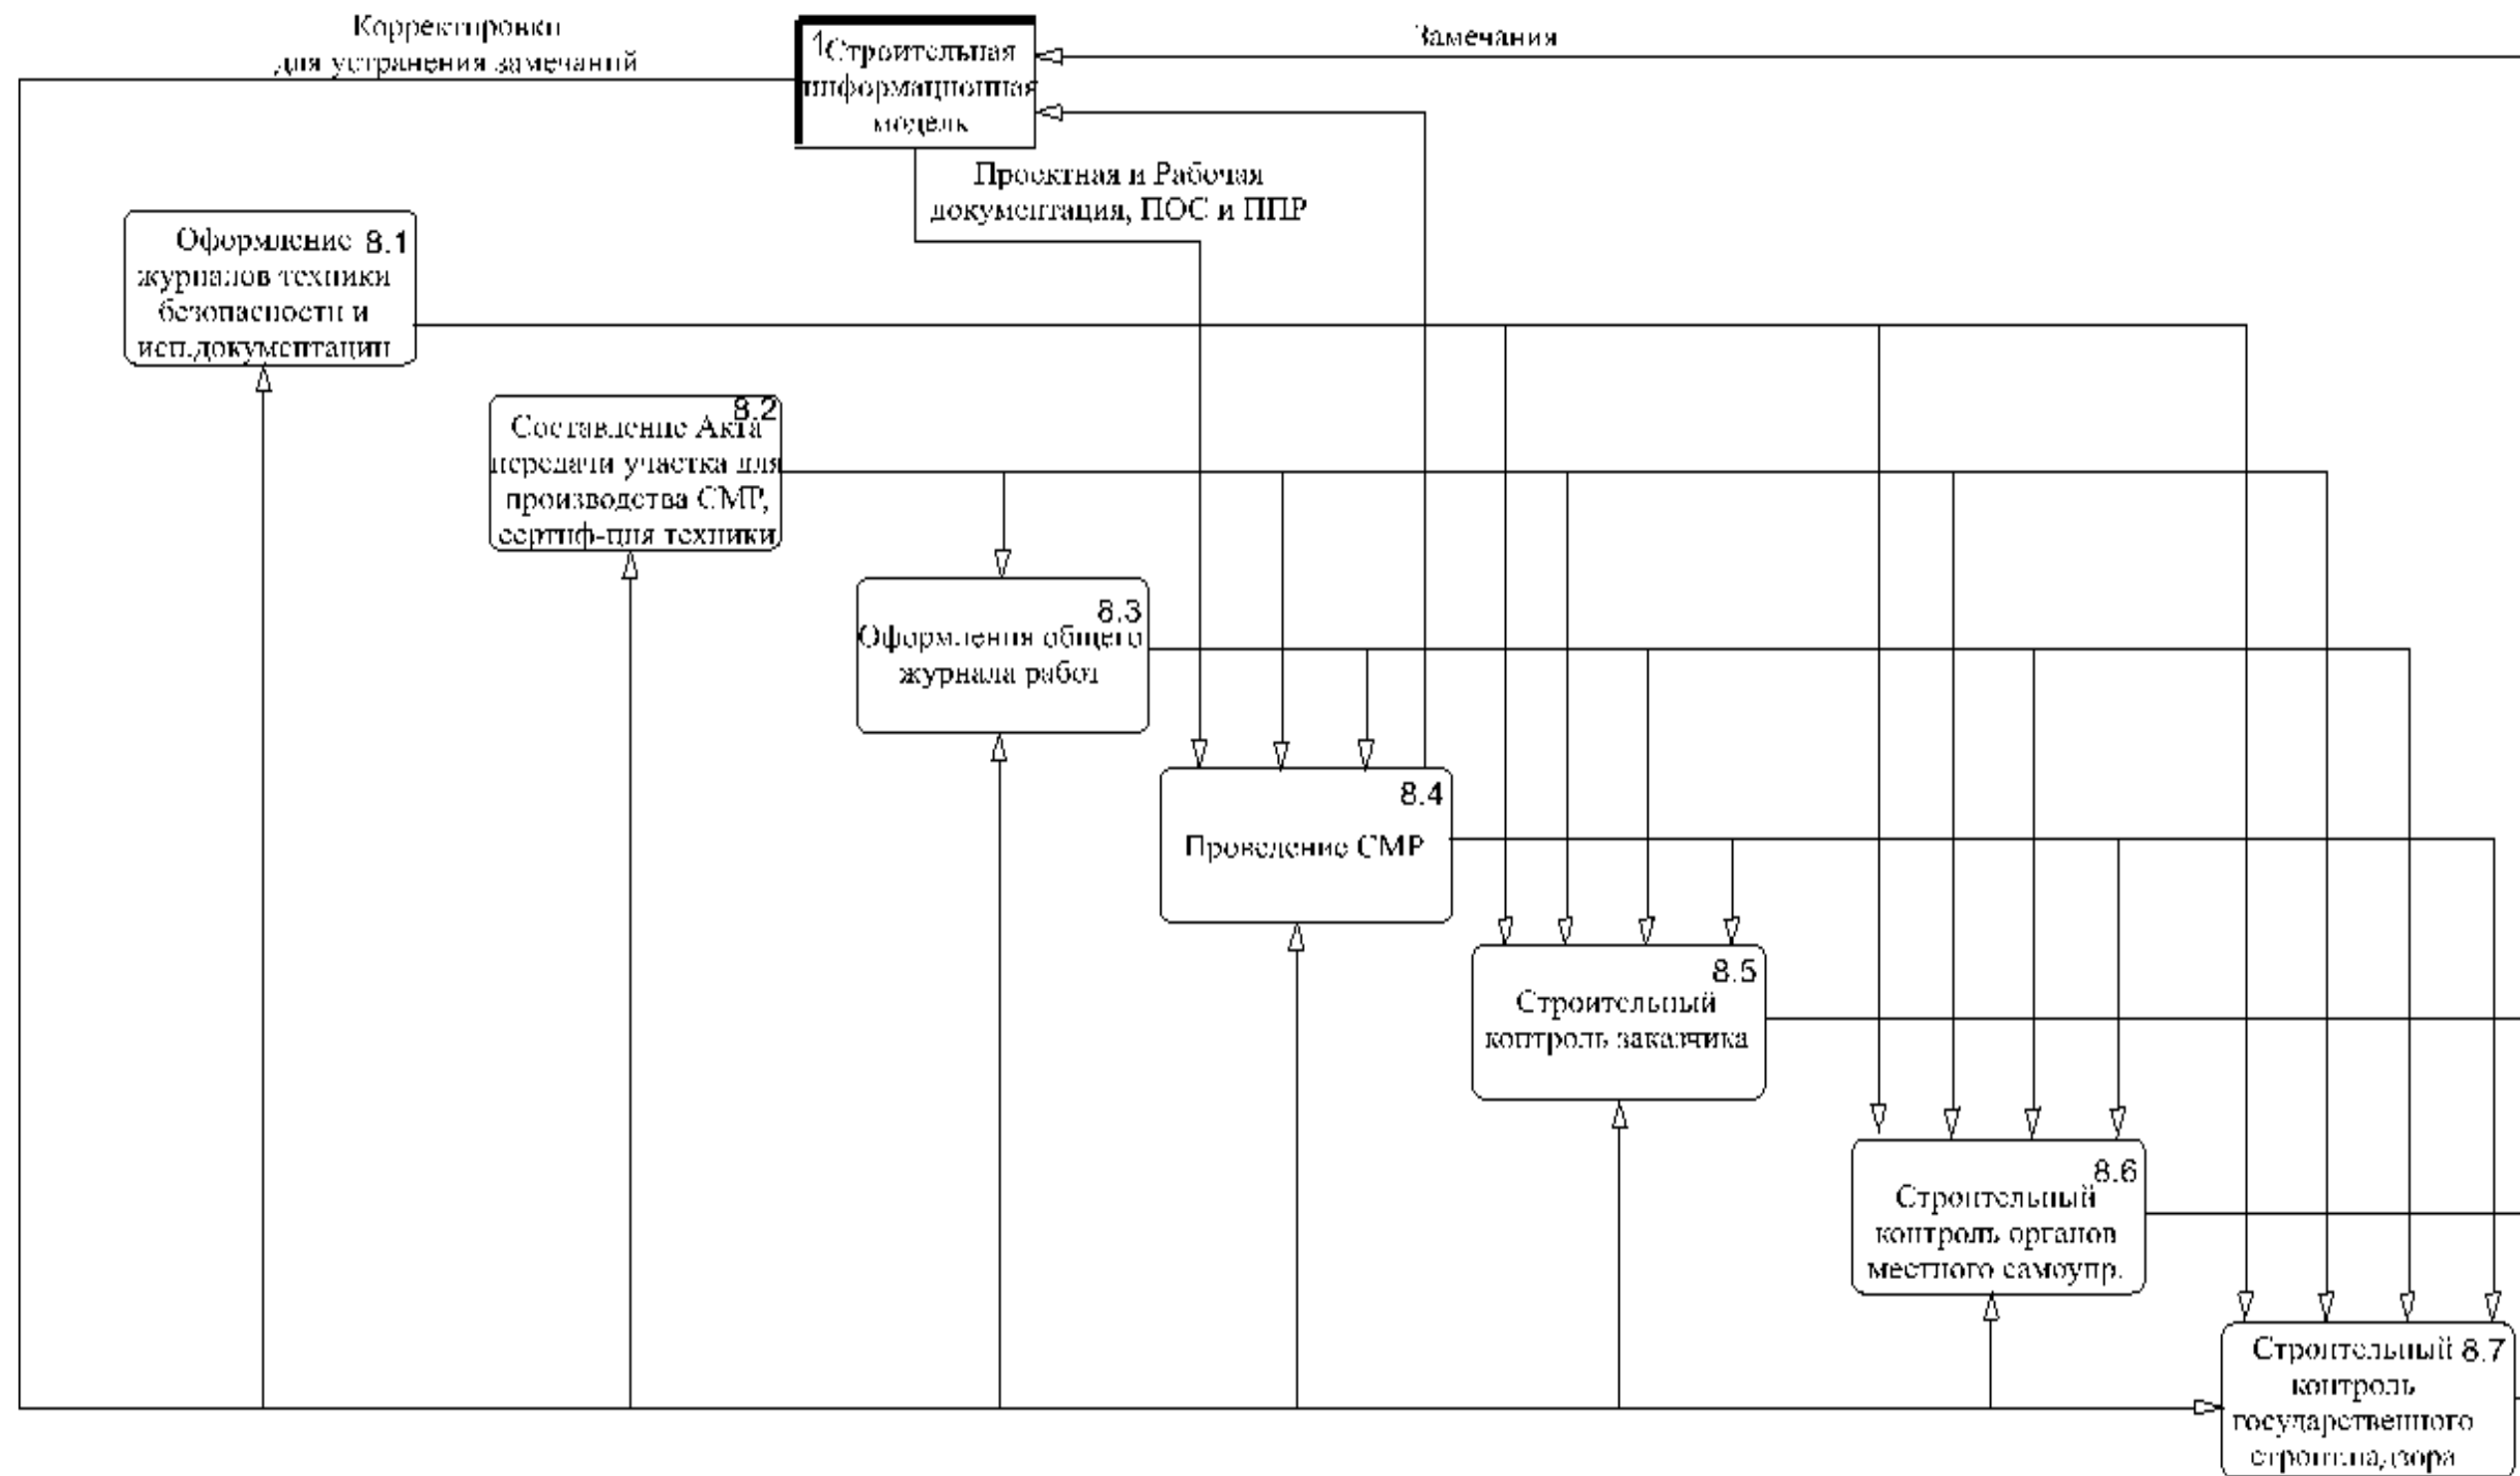 Корректировки
для устранения замечаний
Замечания
1
Строительная
информационная
модель
Проектная и Рабочая
документация, ПОС и ППР
Оформление 8.1
журналов техники
безопасности и
исп.документации
8.2
Составление Акта
передачи участка для
производства СМР,
сертиф-ция техники
8.3
Оформления общего
журнала работ
8.4
Проведение СМР
8.5
Строительный
контроль заказчика
8.6
Строительный
контроль органов
местного самоупр.
Строительный 8.7
контроль
государственного
стройнадзора